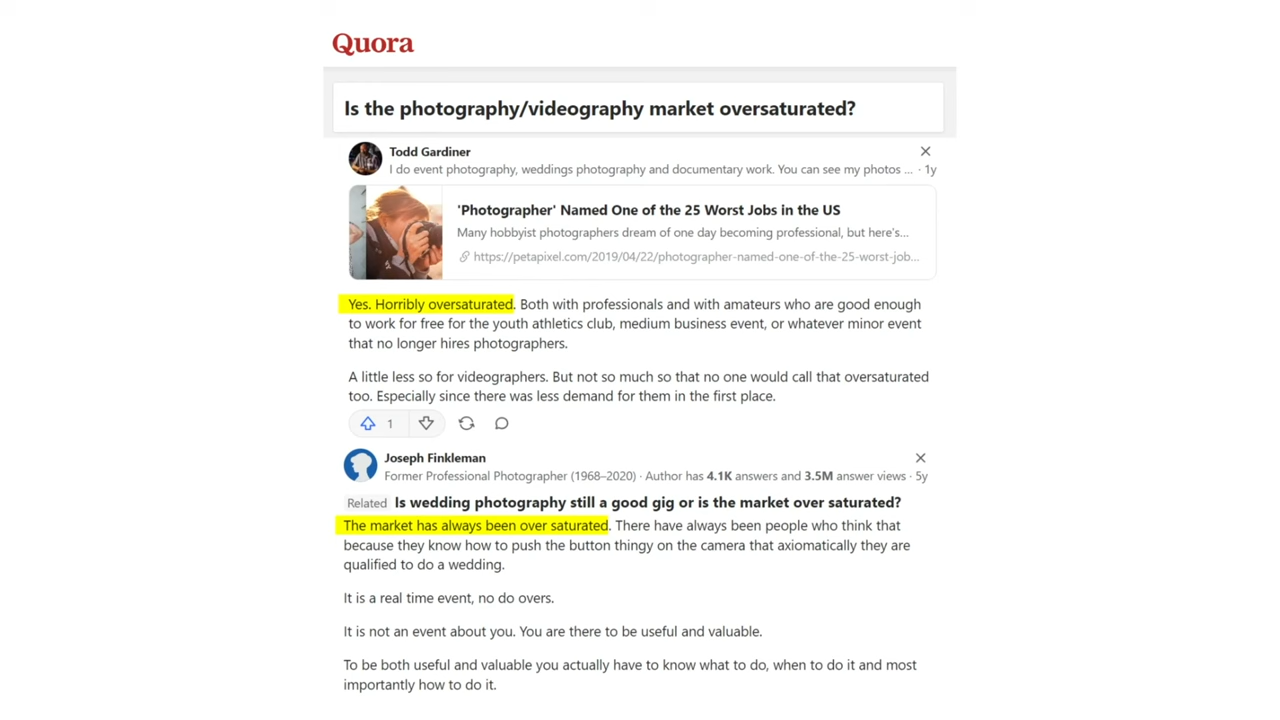 Quora
Is the photography/videography market oversaturated?
Todd Gardiner
I do event photography, weddings photography and documentary work. You can see my photos ... · 1y
'Photographer' Named One of the 25 Worst Jobs in the US
Many hobbyist photographers dream of one day becoming professional, but here's...
https://petapixel.com/2019/04/22/photographer-named-one-of-the-25-worst-job...
Yes. Horribly oversaturated. Both with professionals and with amateurs who are good enough
to work for free for the youth athletics club, medium business event, or whatever minor event
that no longer hires photographers.
A little less so for videographers. But not so much so that no one would call that oversaturated
too. Especially since there was less demand for them in the first place.
1
Joseph Finkleman
Former Professional Photographer (1968–2020) · Author has 4.1K answers and 3.5M answer views · 5y
Related Is wedding photography still a good gig or is the market over saturated?
The market has always been over saturated. There have always been people who think that
because they know how to push the button thingy on the camera that axiomatically they are
qualified to do a wedding.
It is a real time event, no do overs.
It is not an event about you. You are there to be useful and valuable.
To be both useful and valuable you actually have to know what to do, when to do it and most
importantly how to do it.